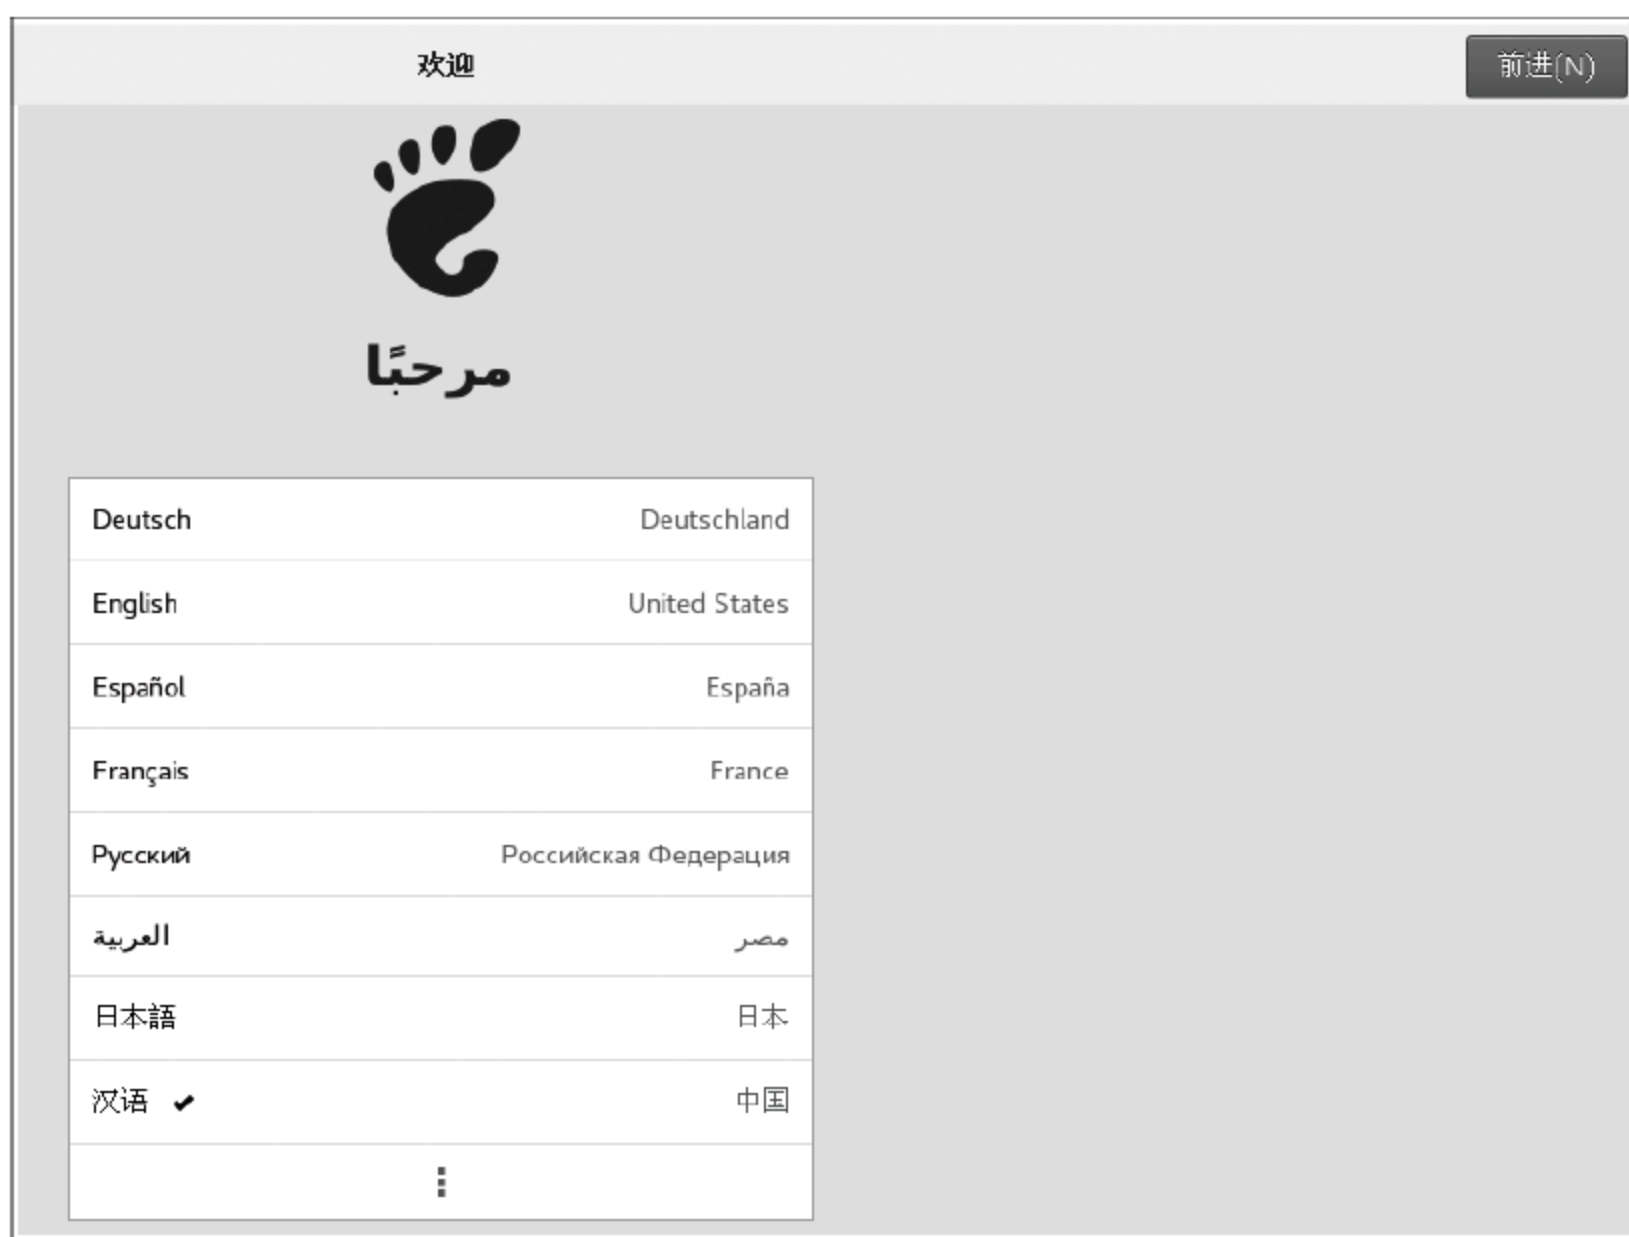 欢迎
前进(N)
مرحبًا
Deutsch Deutschland
English United States
Español España
Français France
Русский Российская Федерация
العربية مصر
日本語 日本
汉语 中国